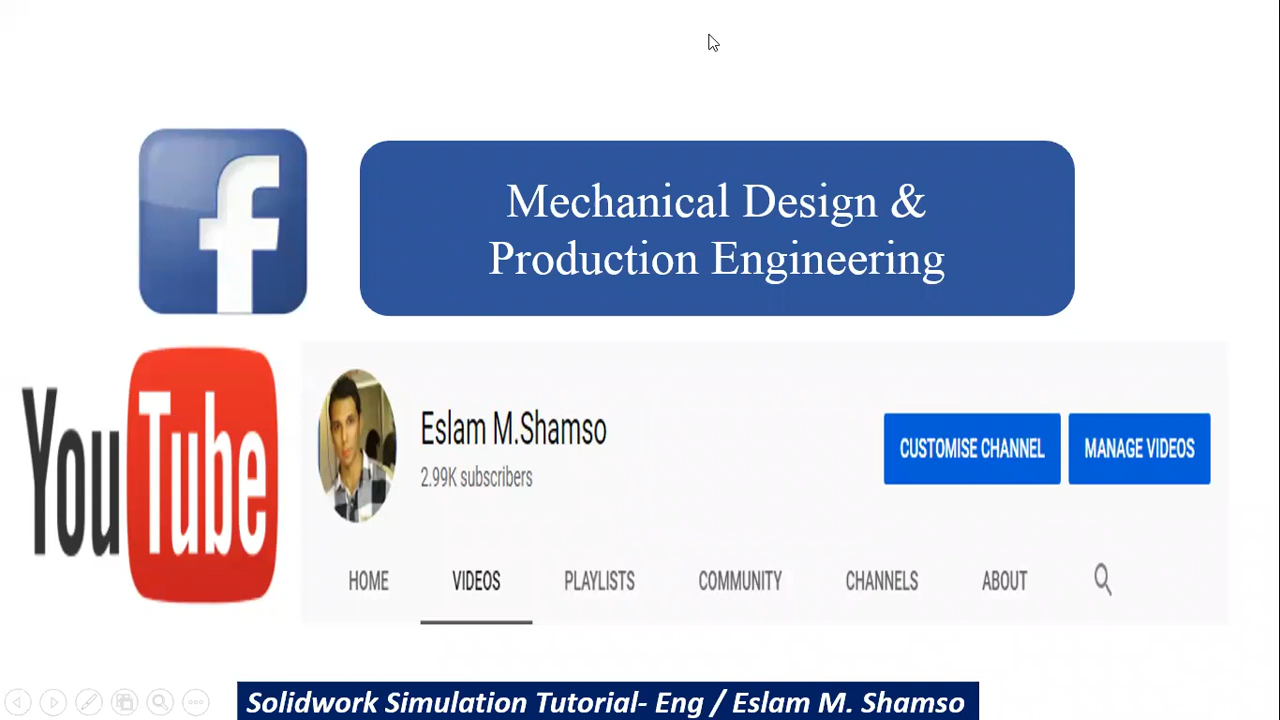 f
Mechanical Design &
Production Engineering
YouTube
Eslam M.Shamso
2.99K subscribers
CUSTOMISE CHANNEL
MANAGE VIDEOS
HOME VIDEOS PLAYLISTS COMMUNITY CHANNELS ABOUT
Solidwork Simulation Tutorial- Eng / Eslam M. Shamso